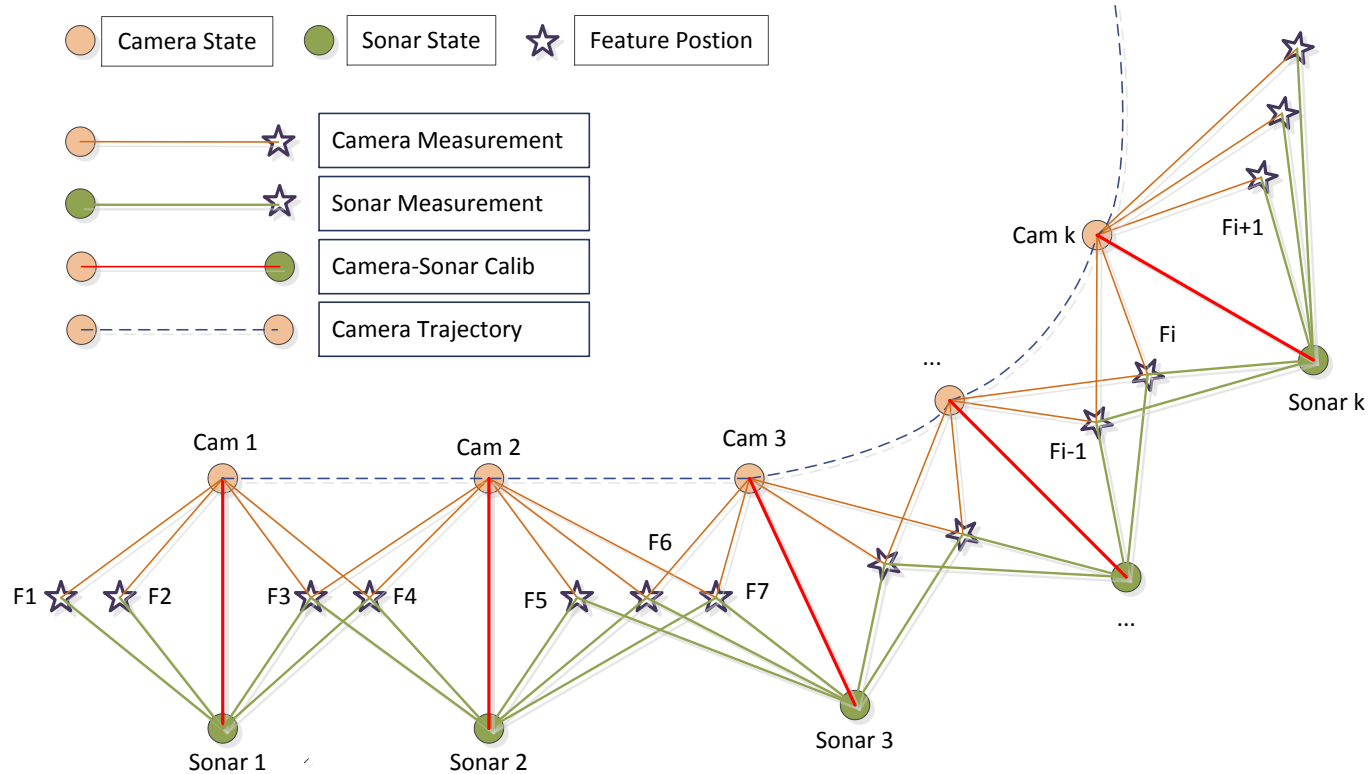 Camera State
Sonar State
Feature Postion
Camera Measurement
Sonar Measurement
Camera-Sonar Calib
Camera Trajectory
Cam k
Fi+1
Fi
...
Sonar k
Fi-1
Cam 1
Cam 2
Cam 3
F6
F1
F2
F3
F4
F5
F7
...
Sonar 3
Sonar 1
Sonar 2